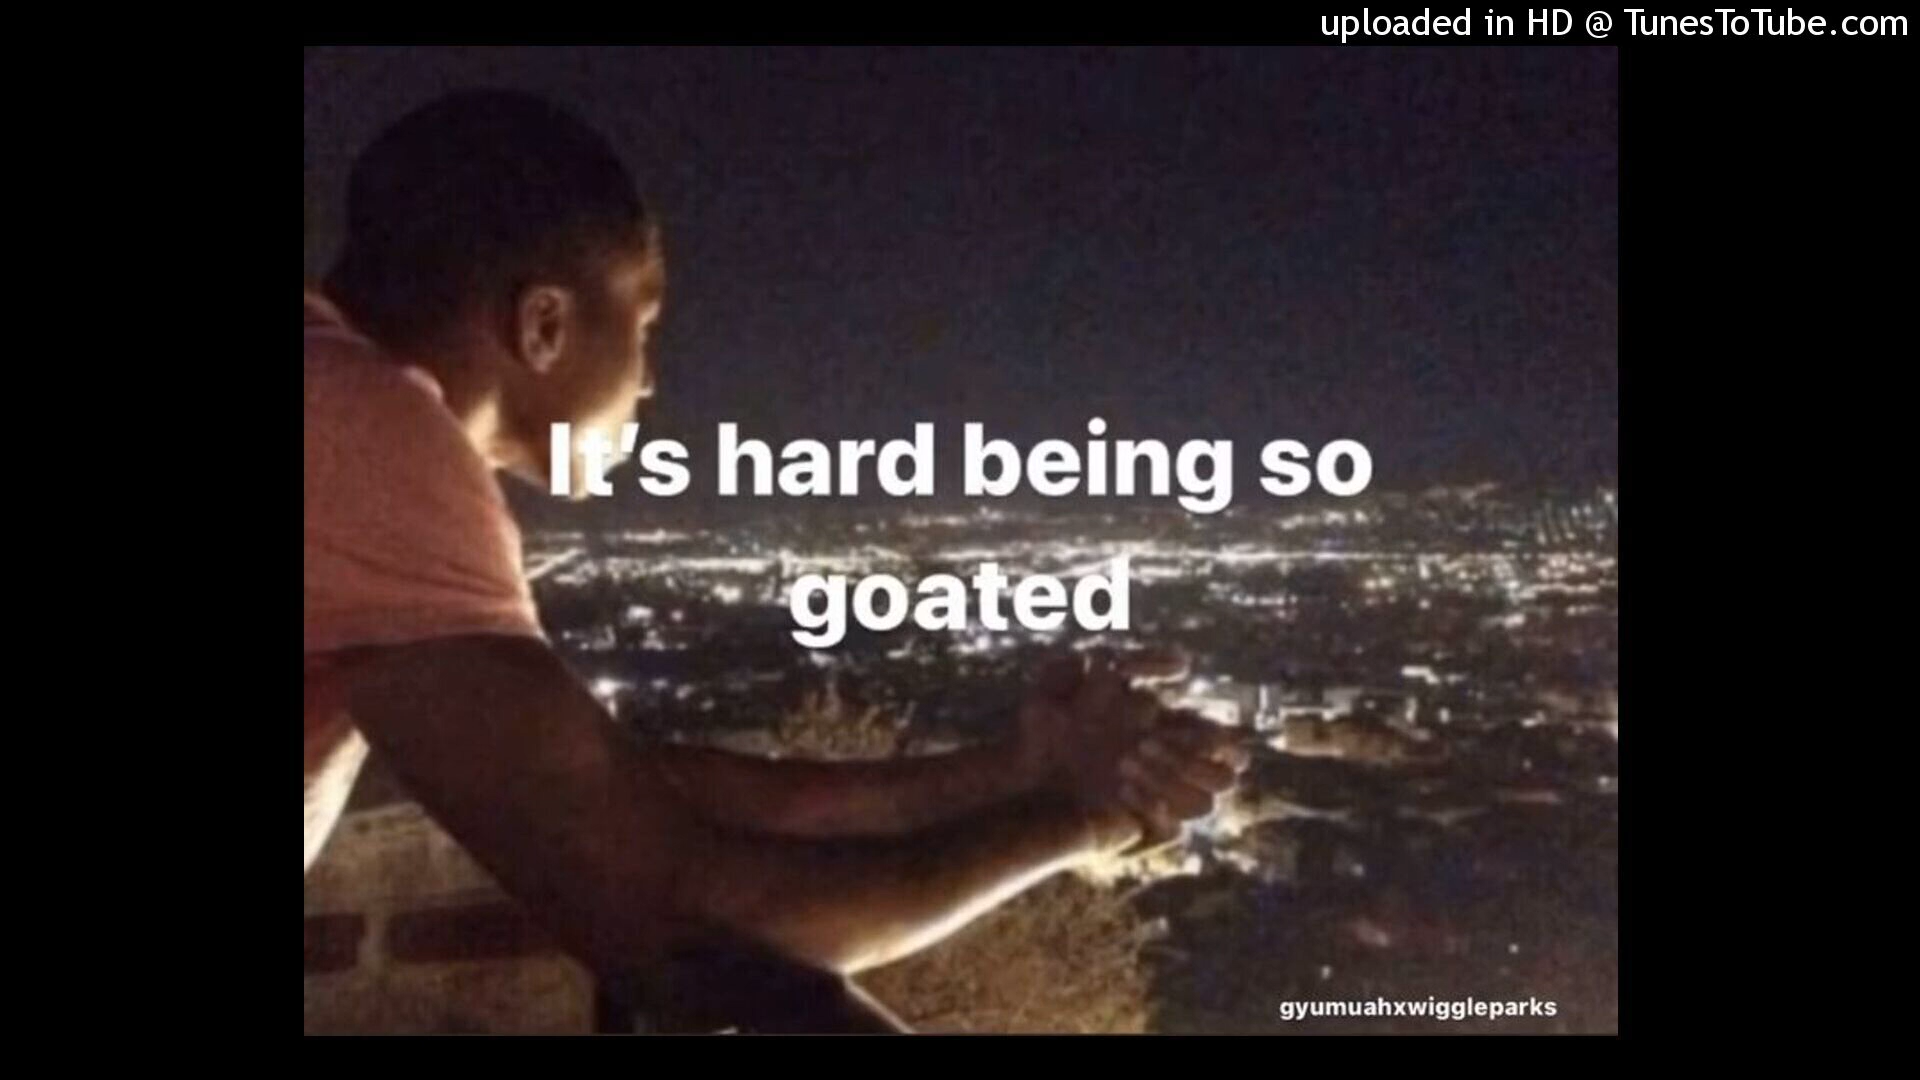 uploaded in HD @ TunesToTube.com
It's hard being so
goated
gyumuahxwiggleparks